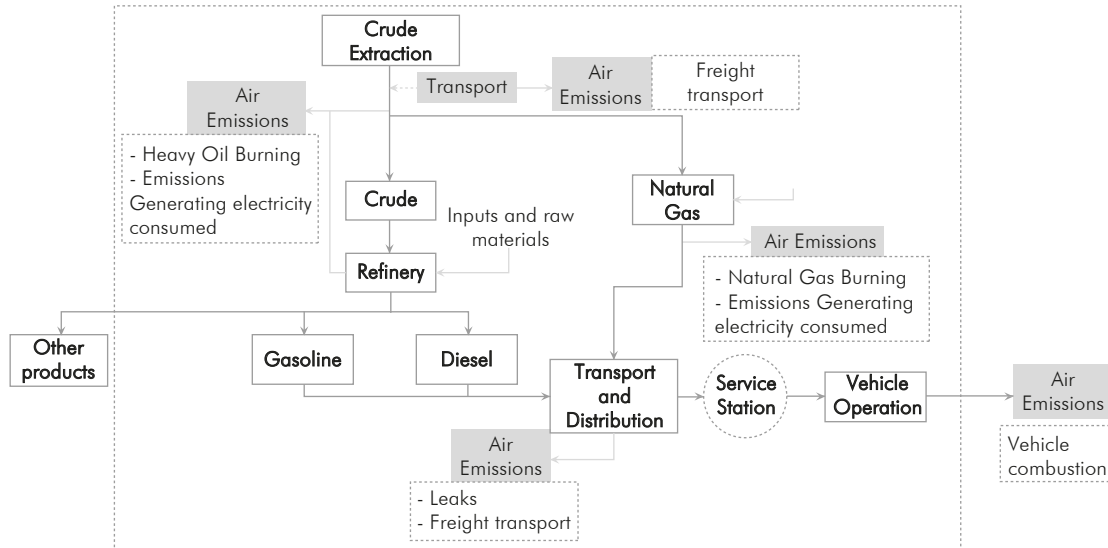 Crude
Extraction
Transport
Air
Emissions
Freight
transport
Air
Emissions
- Heavy Oil Burning
- Emissions
Generating electricity
consumed
Crude
Natural
Gas
Inputs and raw
materials
Refinery
Air Emissions
- Natural Gas Burning
- Emissions Generating
electricity consumed
Other
products
Gasoline
Diesel
Transport
and
Distribution
Service
Station
Vehicle
Operation
Air
Emissions
Vehicle
combustion
Air
Emissions
- Leaks
- Freight transport